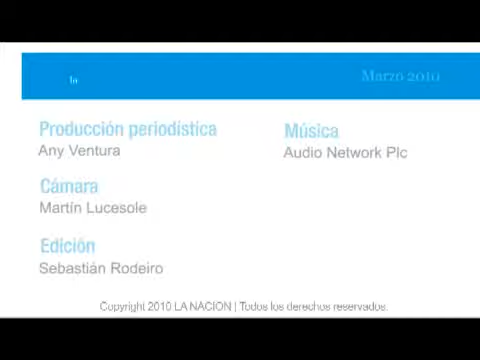 la
Marzo 2010
Producción periodística
Any Ventura
Música
Audio Network Plc
Cámara
Martín Lucesole
Edición
Sebastián Rodeiro
Copyright 2010 LA NACION | Todos los derechos reservados.